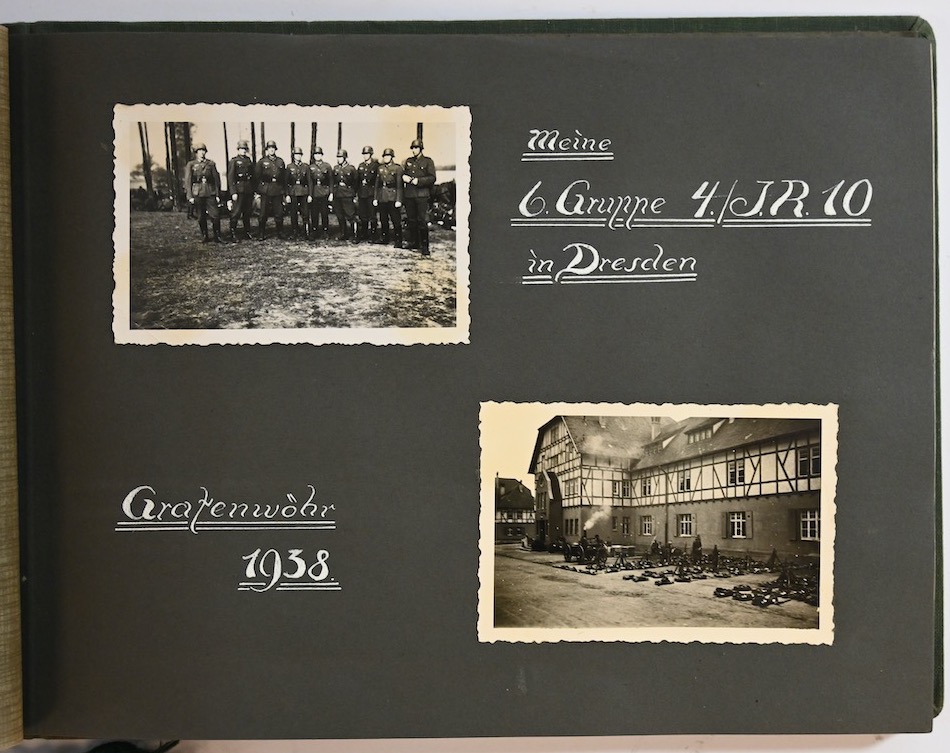 Meine
6. Gruppe 4./J.R. 10
in Dresden
Grafenwöhr
1938.